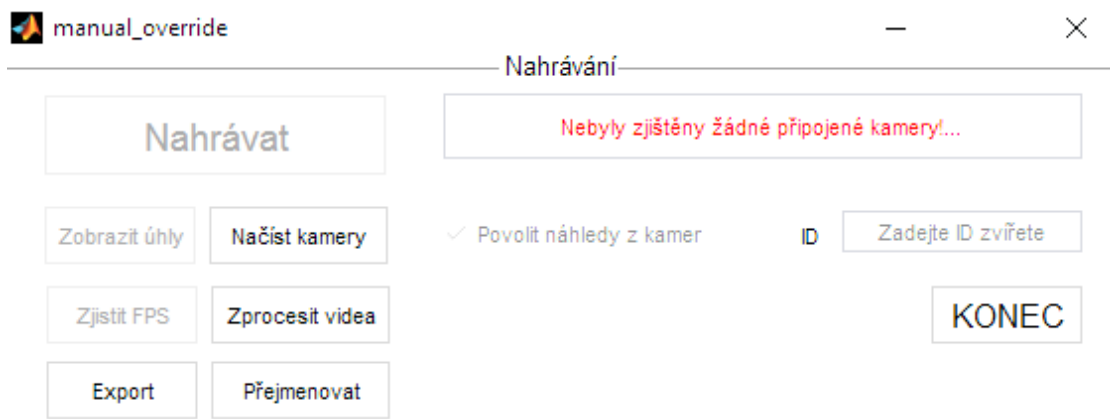 manual_override
Nahrávání
Nahrávat
Nebyly zjištěny žádné připojené kamery!...
Zobrazit úhly
Načíst kamery
Povolit náhledy z kamer
ID
Zadejte ID zvířete
Zjistit FPS
Zprocesit videa
KONEC
Export
Přejmenovat